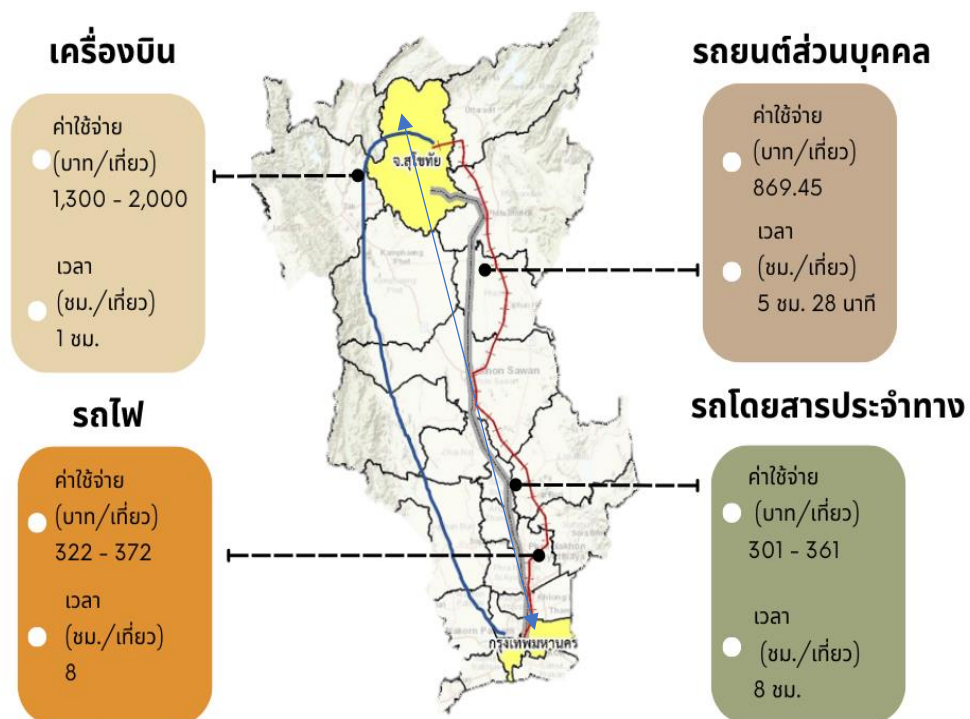 เครื่องบิน
ค่าใช้จ่าย
(บาท/เที่ยว)
1,300 - 2,000
เวลา
(ชม./เที่ยว)
1 ชม.
รถยนต์ส่วนบุคคล
ค่าใช้จ่าย
(บาท/เที่ยว)
869.45
เวลา
(ชม./เที่ยว)
5 ชม. 28 นาที
จ.สุโขทัย
Kamphaeng
Phet
hon Sawan
รถไฟ
ค่าใช้จ่าย
(บาท/เที่ยว)
322 - 372
เวลา
(ชม./เที่ยว)
8
รถโดยสารประจำทาง
ค่าใช้จ่าย
(บาท/เที่ยว)
301 - 361
เวลา
(ชม./เที่ยว)
8 ชม.
กรุงเทพมหานคร